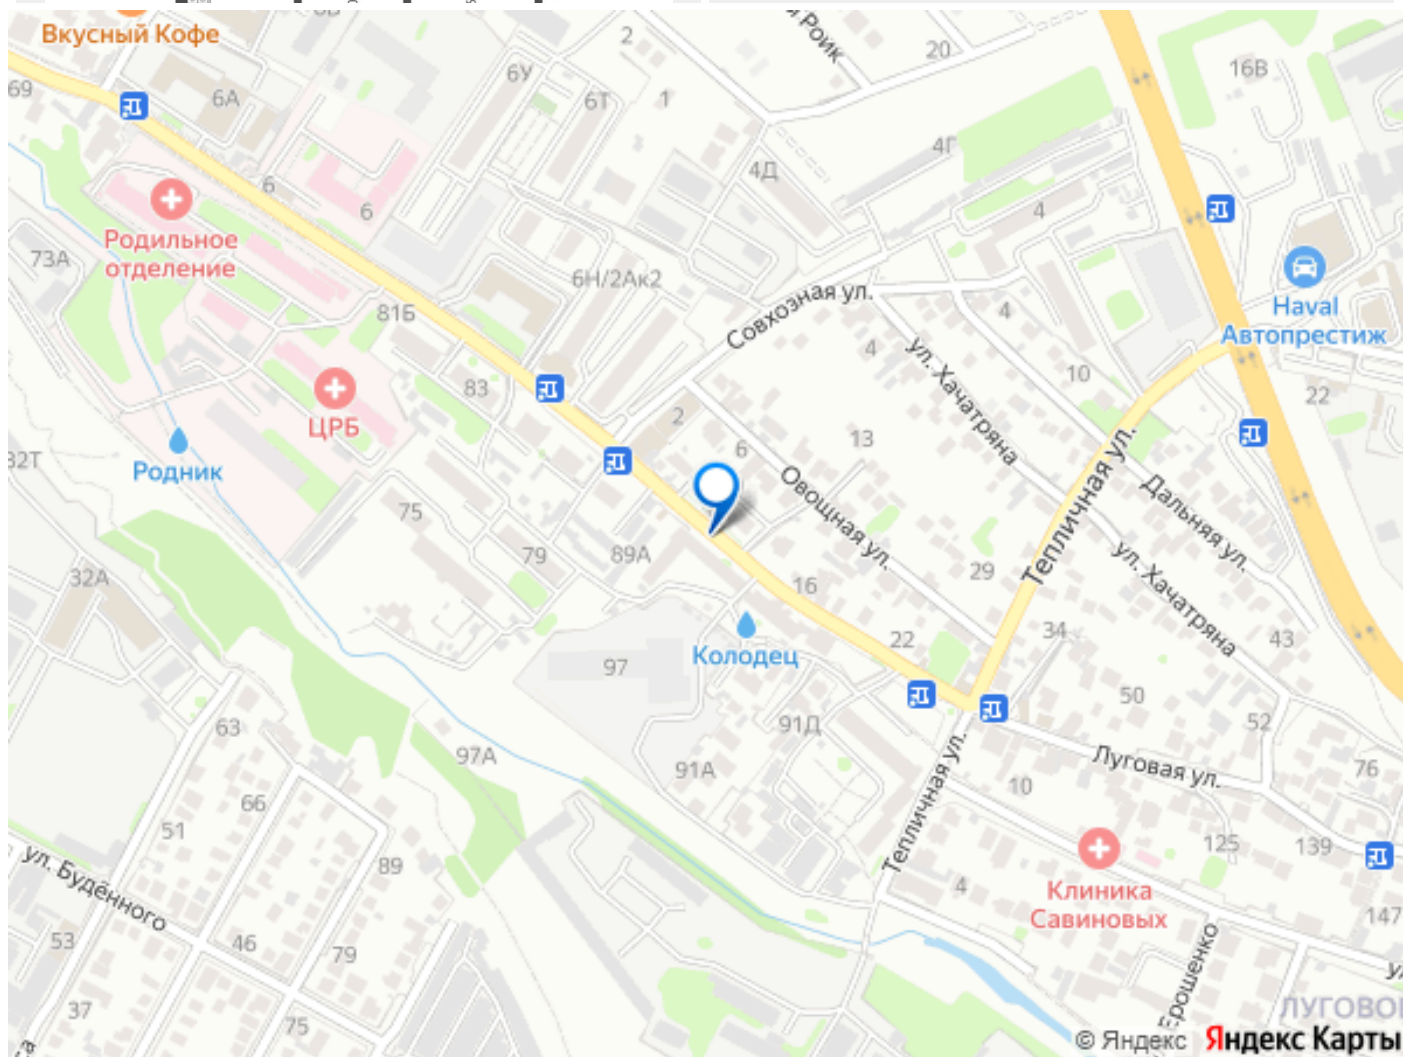 Вкусный Кофе
20
2
16В
6У
69
6А
6Т
1
4Г
4Д
6
6
4
Родильное
отделение
73А
6Н/2Ак2
81Б
Совхозная ул.
4
Haval
Автопрестиж
4
ул. Хачатряна
10
83
22
2
ЦРБ
6
13
Тепличная ул.
32Т
Родник
Овощная ул.
Дальняя ул.
75
79
89А
29
ул. Хачатряна
32А
16
34
43
22
Колодец
97
50
63
91Д
52
97А
91А
Луговая ул.
76
66
10
Тепличная ул.
51
125
139
89
ул. Будённого
4
Клиника
Савиновых
147
53
46
79
Ерошенко
37
75
ЛУГОВО
© Яндекс Яндекс Карты